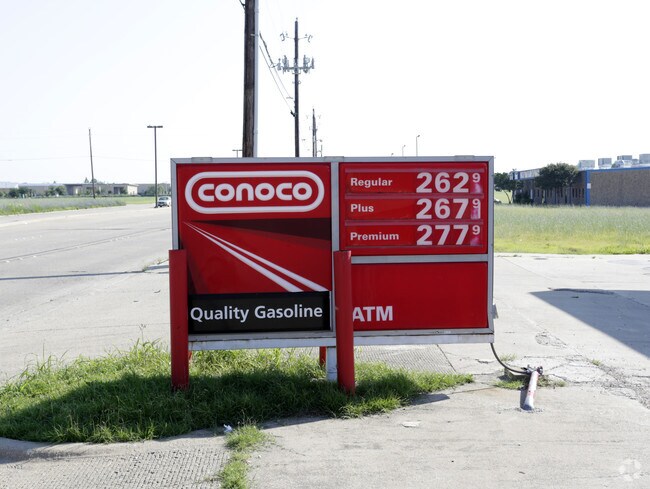 CONOCO
Quality Gasoline
Regular 262 9
Plus 267 9
Premium 277 9
ATM